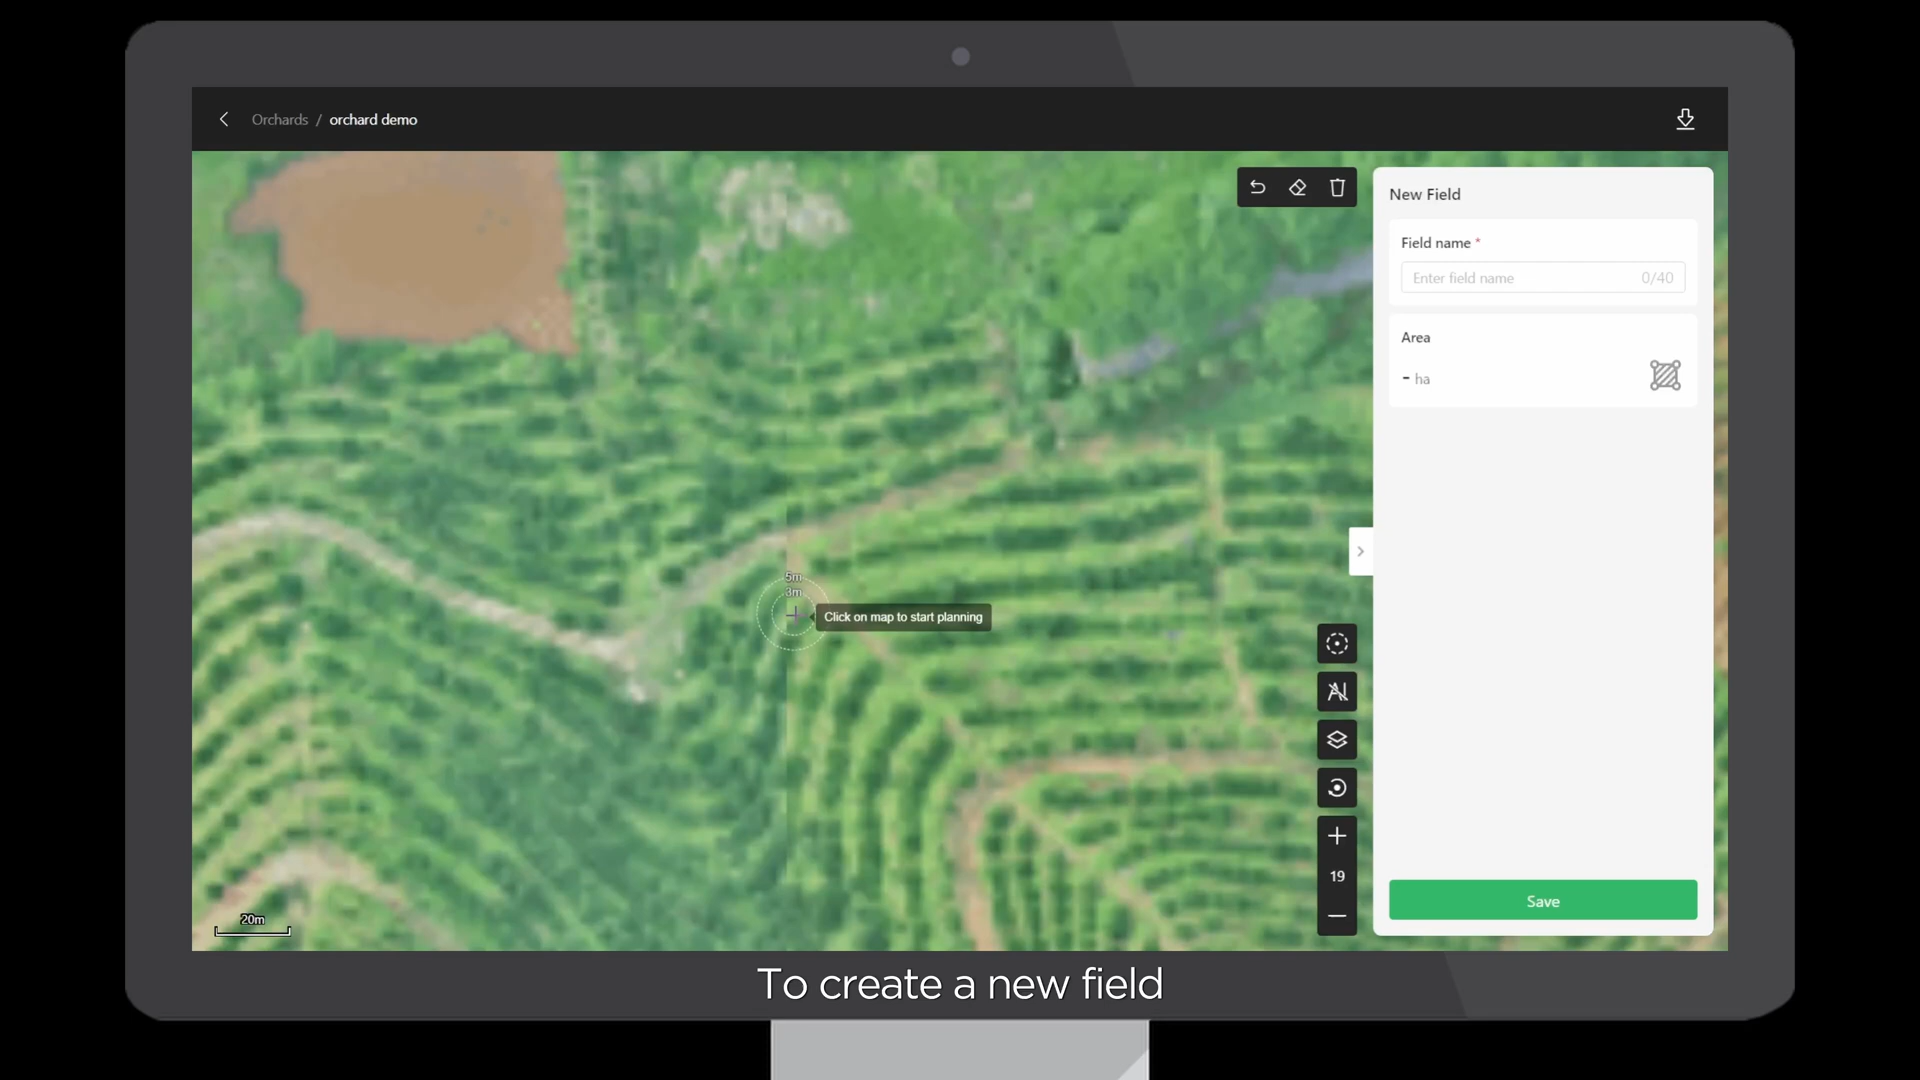 Orchards / orchard demo
New Field
Field name *
Enter field name 0/40
Area
- ha
5m
3m
Click on map to start planning
AI
19
Save
20m
To create a new field